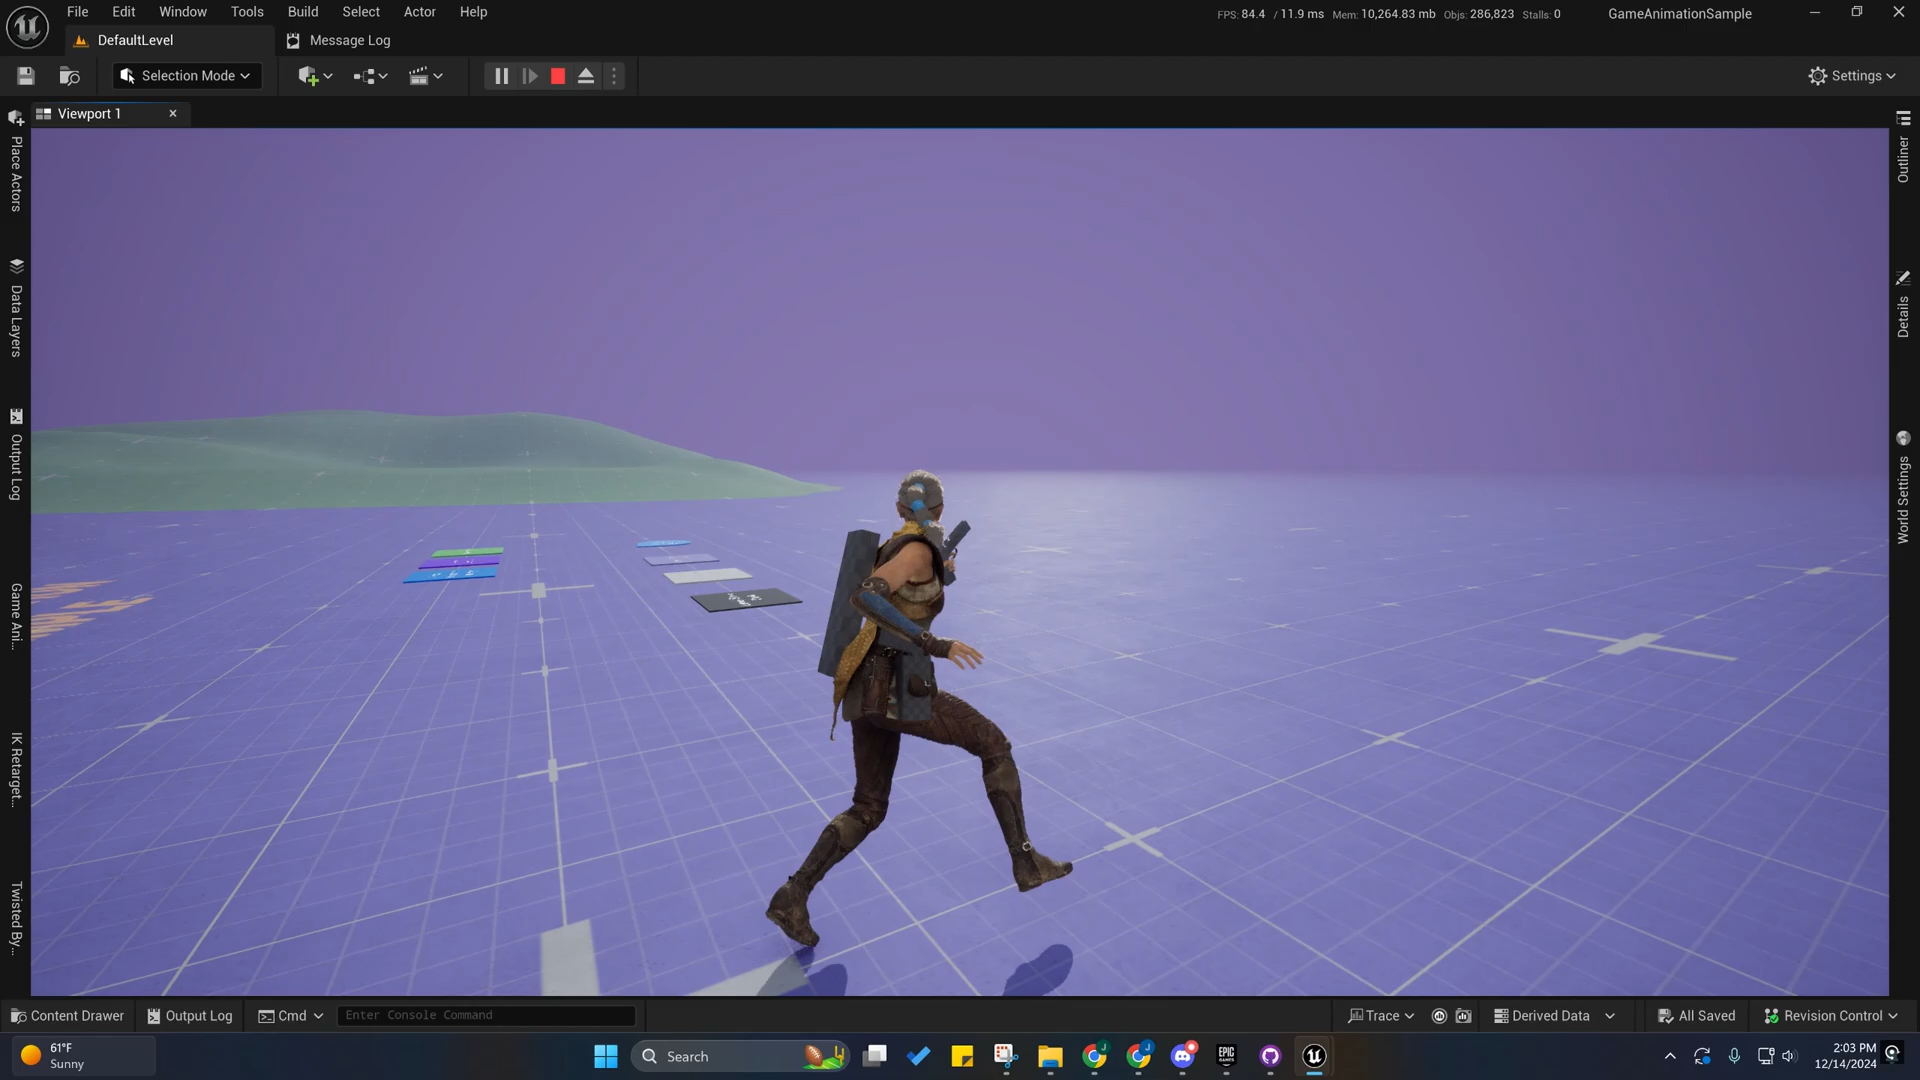 File Edit Window Tools Build Select Actor Help
FPS: 84.4 / 11.9 ms Mem: 10,264.83 mb Objs: 286,823 Stalls: 0
GameAnimationSample
DefaultLevel
Message Log
Selection Mode
Settings
Viewport 1
Place Actors
Data Layers
Output Log
Game Ani...
IK Retarget...
Twisted By...
Outliner
Details
World Settings
Content Drawer
Output Log
Cmd
Enter Console Command
Trace
Derived Data
All Saved
Revision Control
61°F
Sunny
Search
EPIC
GAMES
2:03 PM
12/14/2024